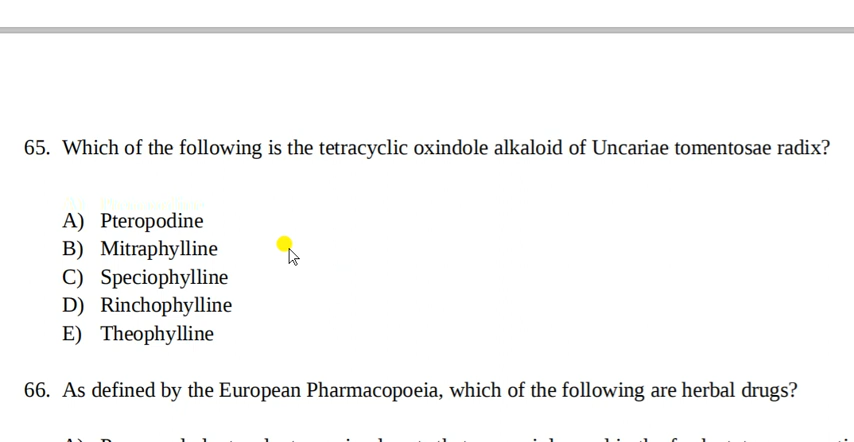 65. Which of the following is the tetracyclic oxindole alkaloid of Uncariae tomentosae radix?
A) Pteropodine
B) Mitraphylline
C) Speciophylline
D) Rinchophylline
E) Theophylline
66. As defined by the European Pharmacopoeia, which of the following are herbal drugs?